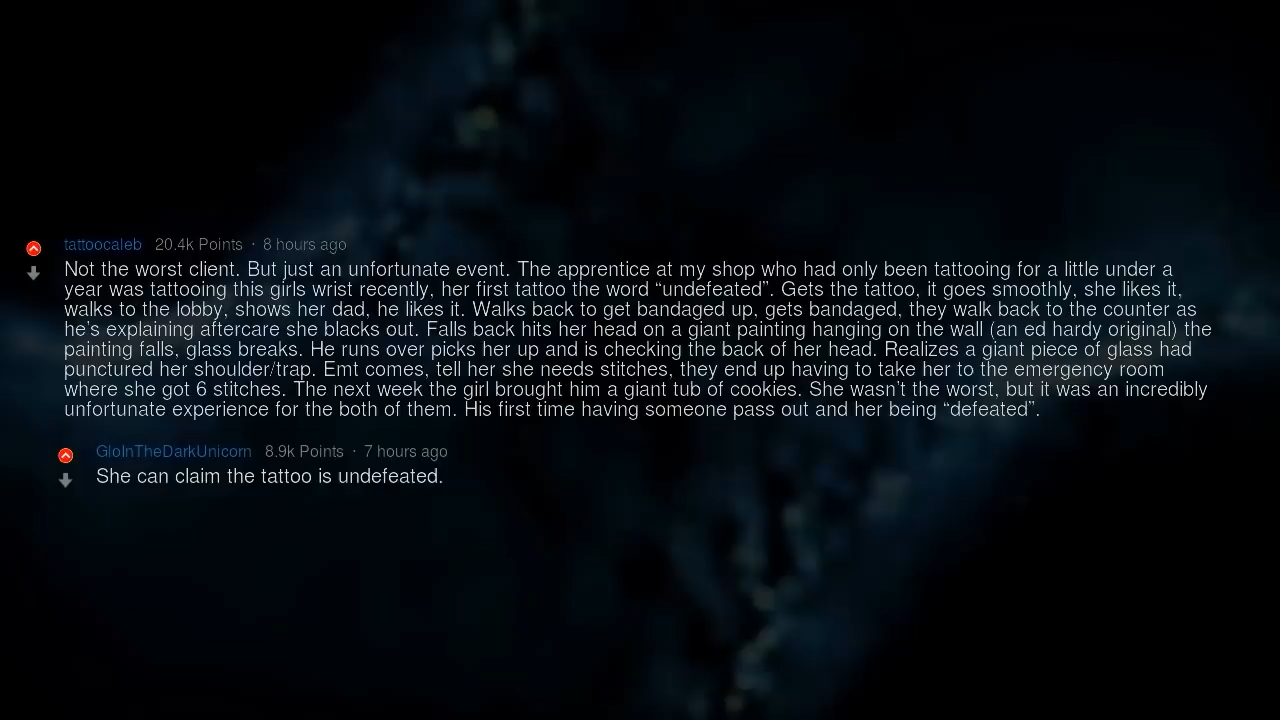 tattoocaleb 20.4k Points · 8 hours ago
Not the worst client. But just an unfortunate event. The apprentice at my shop who had only been tattooing for a little under a
year was tattooing this girls wrist recently, her first tattoo the word “undefeated”. Gets the tattoo, it goes smoothly, she likes it,
walks to the lobby, shows her dad, he likes it. Walks back to get bandaged up, gets bandaged, they walk back to the counter as
he's explaining aftercare she blacks out. Falls back hits her head on a giant painting hanging on the wall (an ed hardy original) the
painting falls, glass breaks. He runs over picks her up and is checking the back of her head. Realizes a giant piece of glass had
punctured her shoulder/trap. Emt comes, tell her she needs stitches, they end up having to take her to the emergency room
where she got 6 stitches. The next week the girl brought him a giant tub of cookies. She wasn't the worst, but it was an incredibly
unfortunate experience for the both of them. His first time having someone pass out and her being “defeated”.
GloInTheDarkUnicorn 8.9k Points · 7 hours ago
She can claim the tattoo is undefeated.